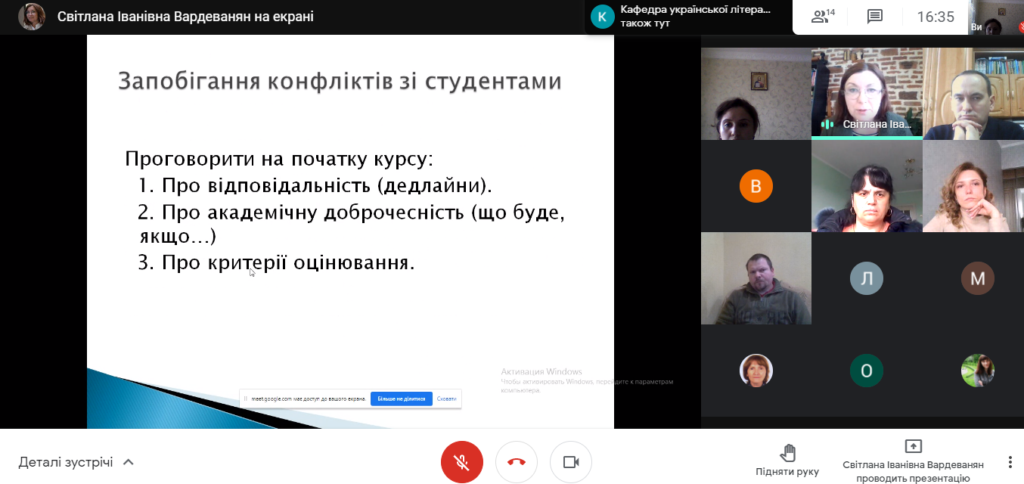 Світлана Іванівна Вардеванян на екрані
К
Кафедра української літера...
також тут
14
16:35
Ви
Запобігання конфліктів зі студентами
Проговорити на початку курсу:
1. Про відповідальність (дедлайни).
2. Про академічну доброчесність (що буде,
якщо...)
3. Про критерії оцінювання.
Світлана Іва...
В
Л
М
О
Активация Windows
Чтобы активировать Windows, перейдите к параметрам
компьютера.
meet.google.com має доступ до вашого екрана.
Більше не ділитися
Сховати
Деталі зустрічі
Підняти руку
Світлана Іванівна Вардеванян
проводить презентацію